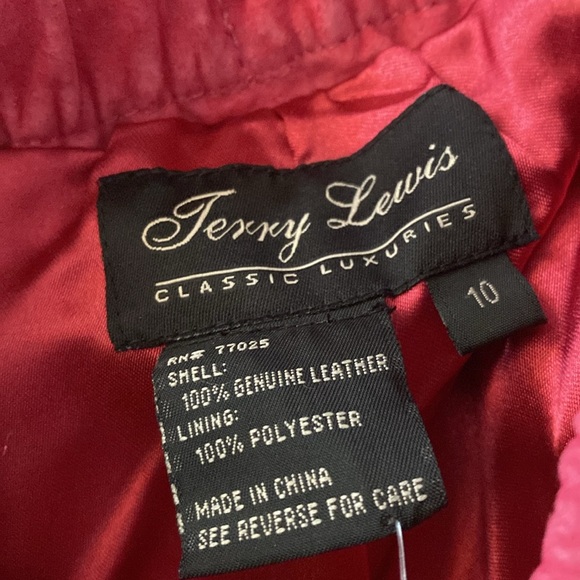 Terry Lewis
CLASSIC LUXURIES
10
RN# 77025
SHELL:
100% GENUINE LEATHER
LINING:
100% POLYESTER
MADE IN CHINA
SEE REVERSE FOR CARE